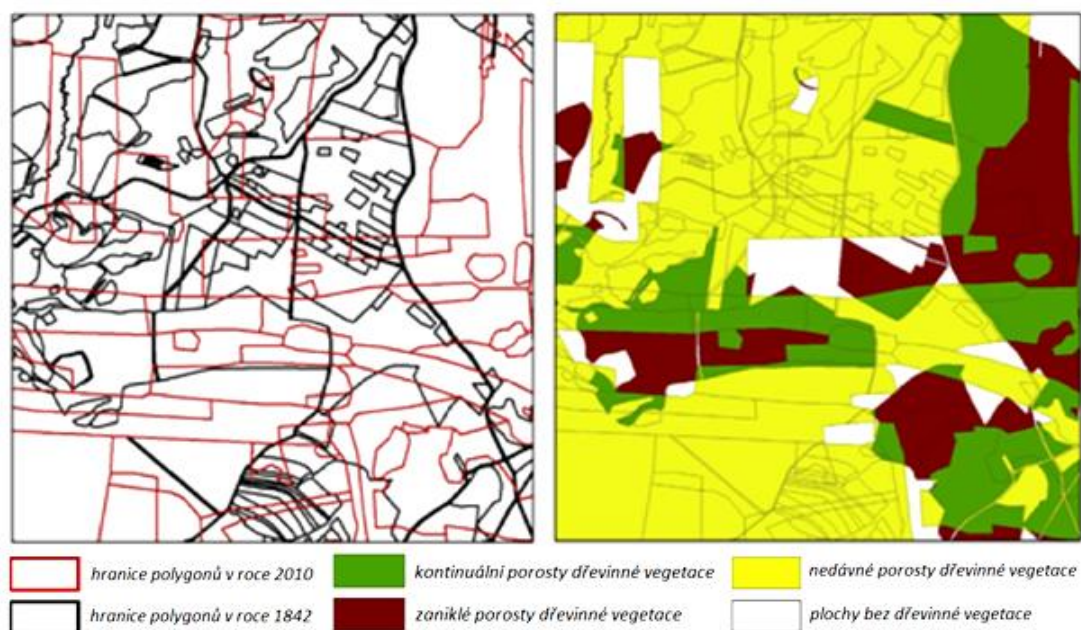 hranice polygonů v roce 2010
kontinuální porosty dřevinné vegetace
nedávné porosty dřevinné vegetace
hranice polygonů v roce 1842
zaniklé porosty dřevinné vegetace
plochy bez dřevinné vegetace